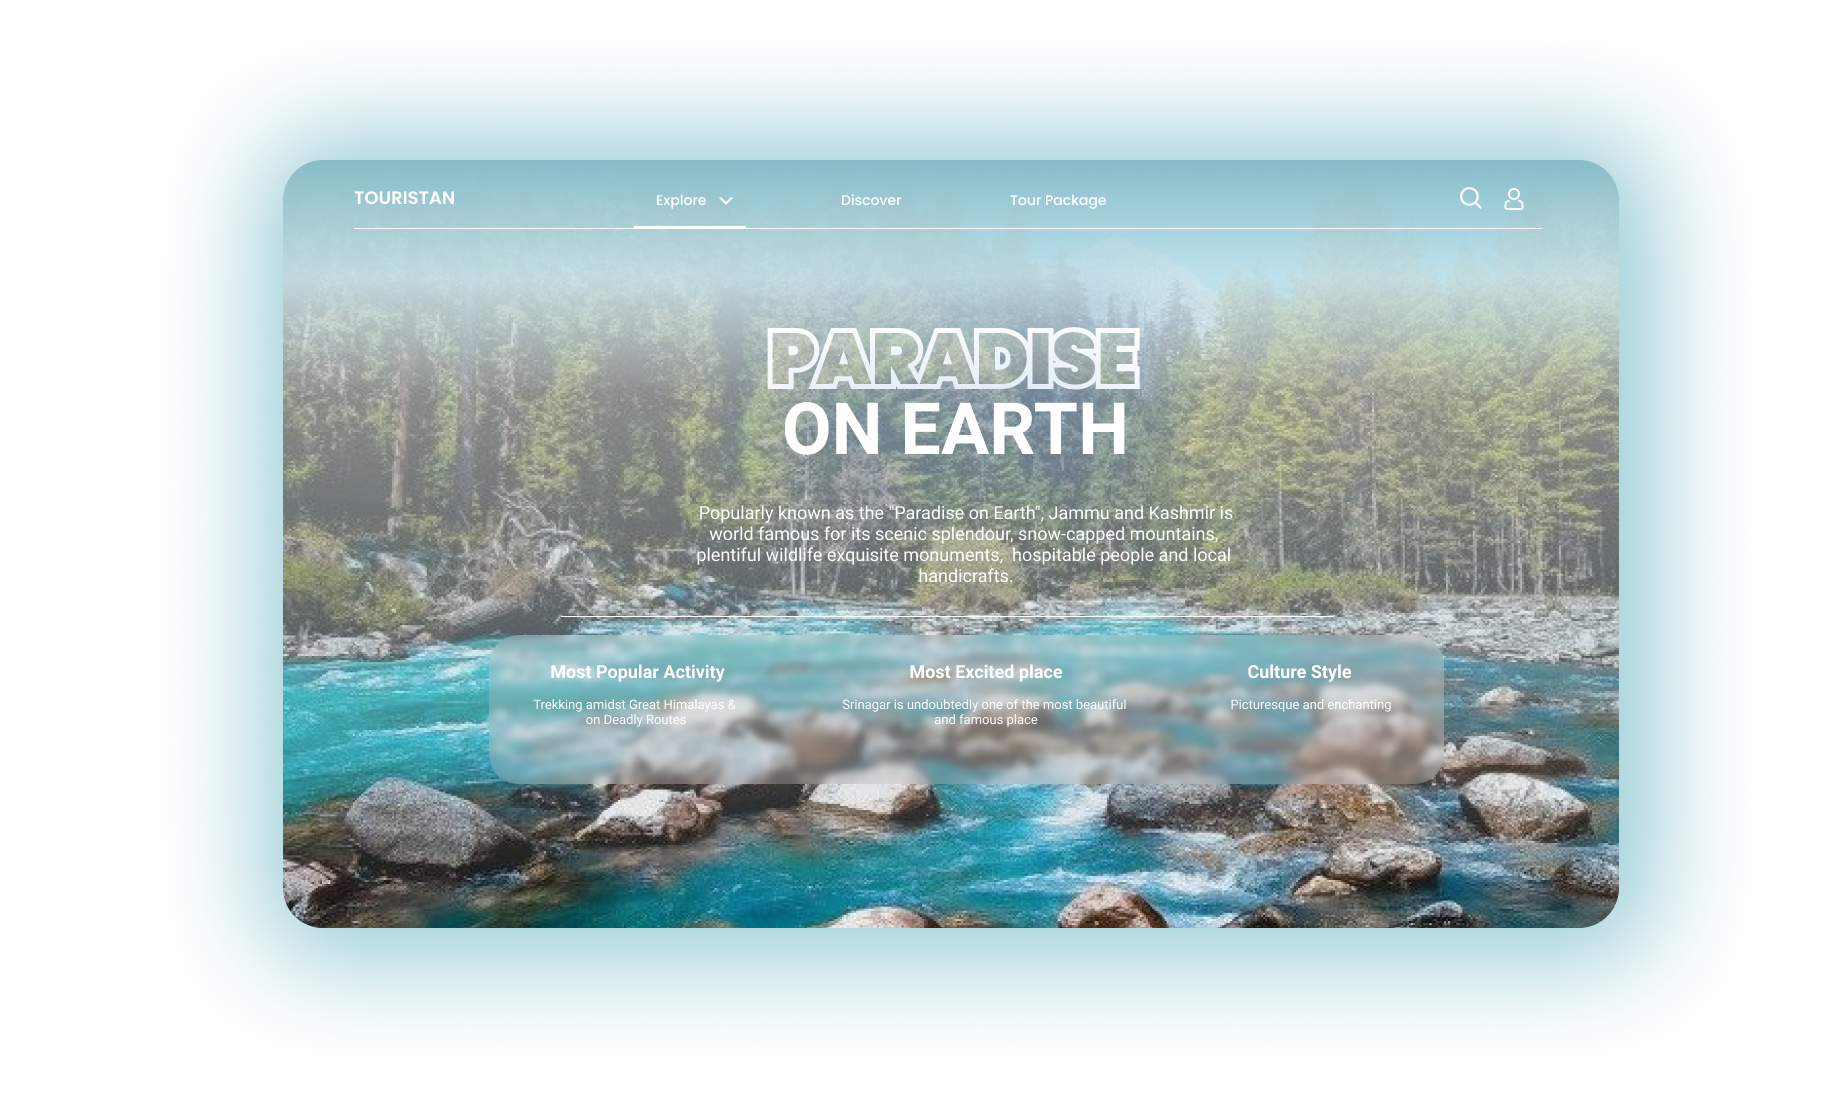 TOURISTAN
Explore
Discover
Tour Package
PARADISE
ON EARTH
Popularly known as the "Paradise on Earth", Jammu and Kashmir is
world famous for its scenic splendour, snow-capped mountains,
plentiful wildlife exquisite monuments,  hospitable people and local
handicrafts.
Most Popular Activity
Trekking amidst Great Himalayas &
on Deadly Routes
Most Excited place
Srinagar is undoubtedly one of the most beautiful
and famous place
Culture Style
Picturesque and enchanting